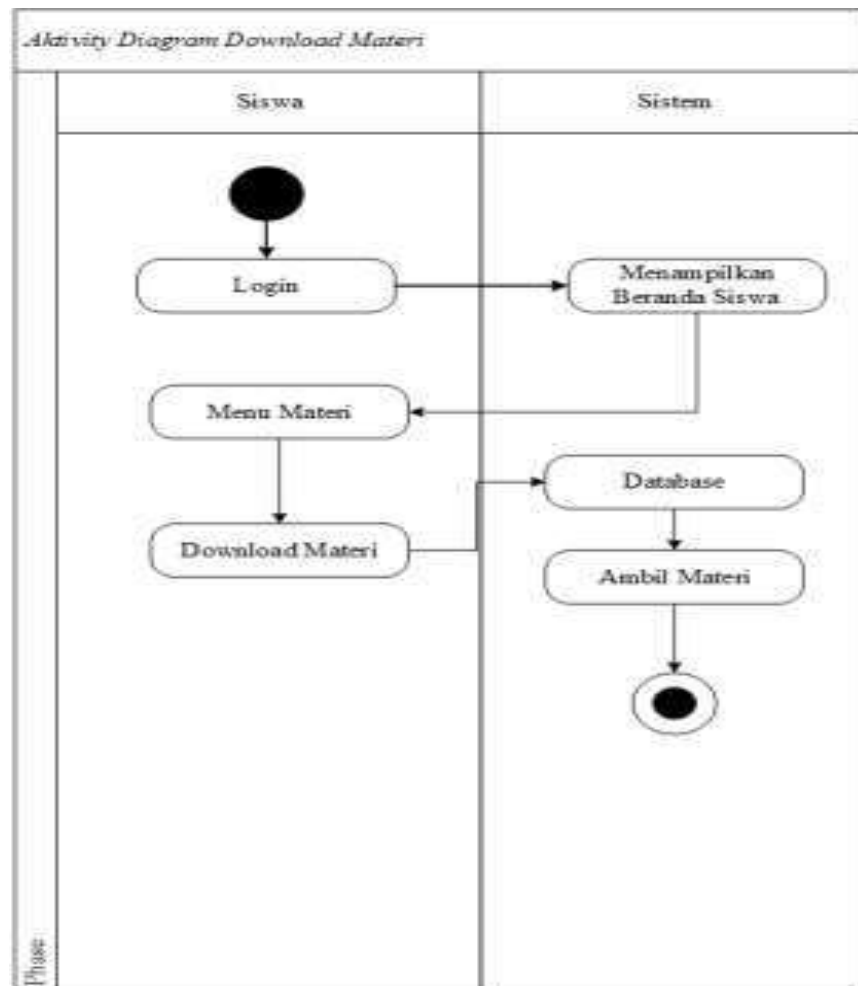 Aktivity Diagram Download Materi
Siswa
Sistem
Login
Menampilkan
Beranda Siswa
Menu Materi
Database
Download Materi
Ambil Materi
Phase